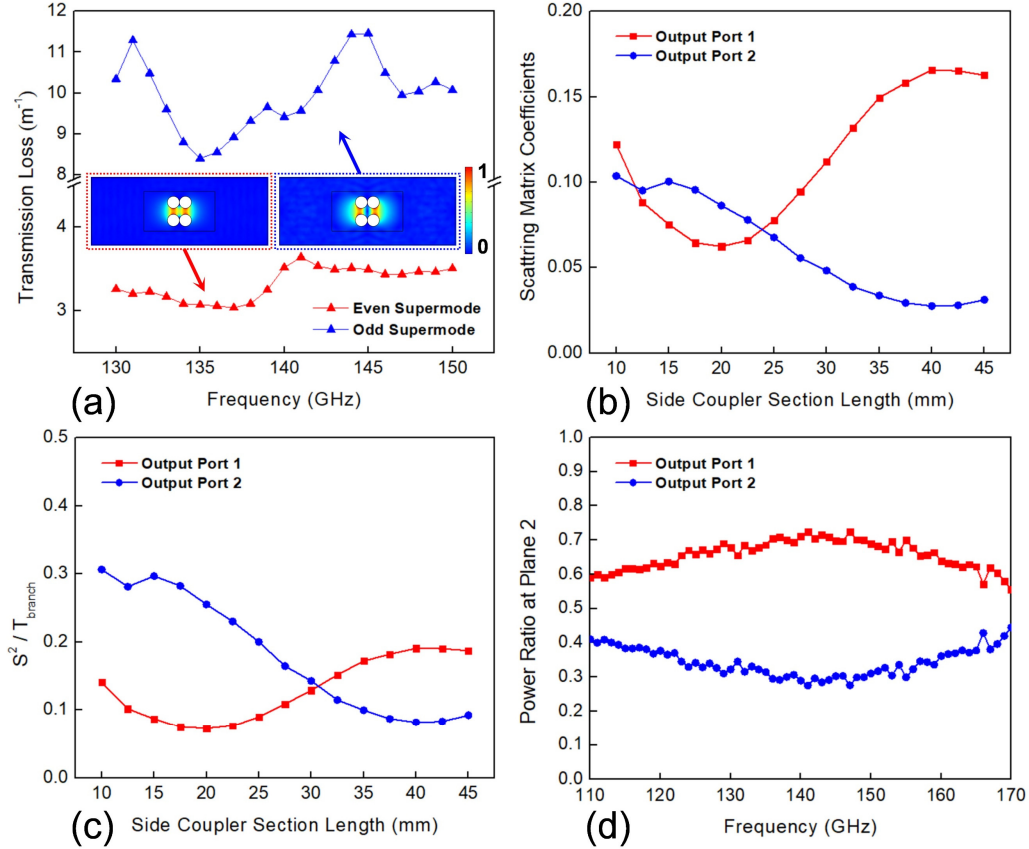 12
11
10
9
8
4
3
Transmission Loss (m⁻¹)
1
0
Even Supermode
Odd Supermode
130 135 140 145 150
Frequency (GHz)
(a)
0.20
0.15
0.10
0.05
0.00
Scattring Matrix Coefficients
Output Port 1
Output Port 2
10 15 20 25 30 35 40 45
Side Coupler Section Length (mm)
(b)
0.5
0.4
0.3
0.2
0.1
0.0
S² / T_branch
Output Port 1
Output Port 2
10 15 20 25 30 35 40 45
Side Coupler Section Length (mm)
(c)
1.0
0.9
0.8
0.7
0.6
0.5
0.4
0.3
0.2
0.1
0.0
Power Ratio at Plane 2
Output Port 1
Output Port 2
110 120 130 140 150 160 170
Frequency (GHz)
(d)